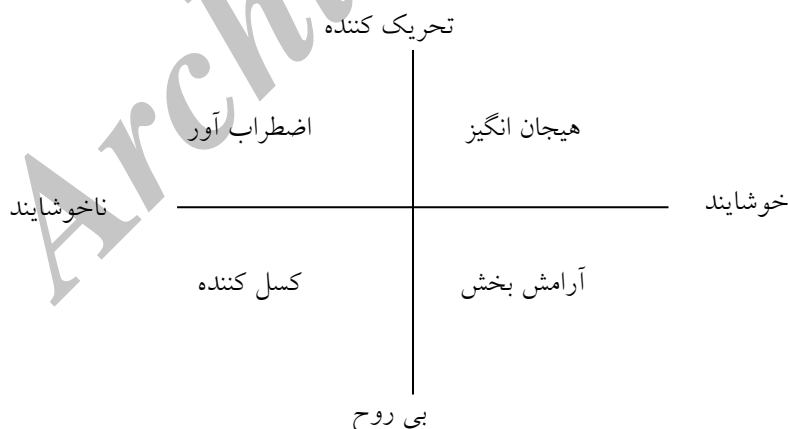 تحریک کننده
هیجان انگیز
اضطراب آور
خوشایند
ناخوشایند
آرامش بخش
کسل کننده
بی روح